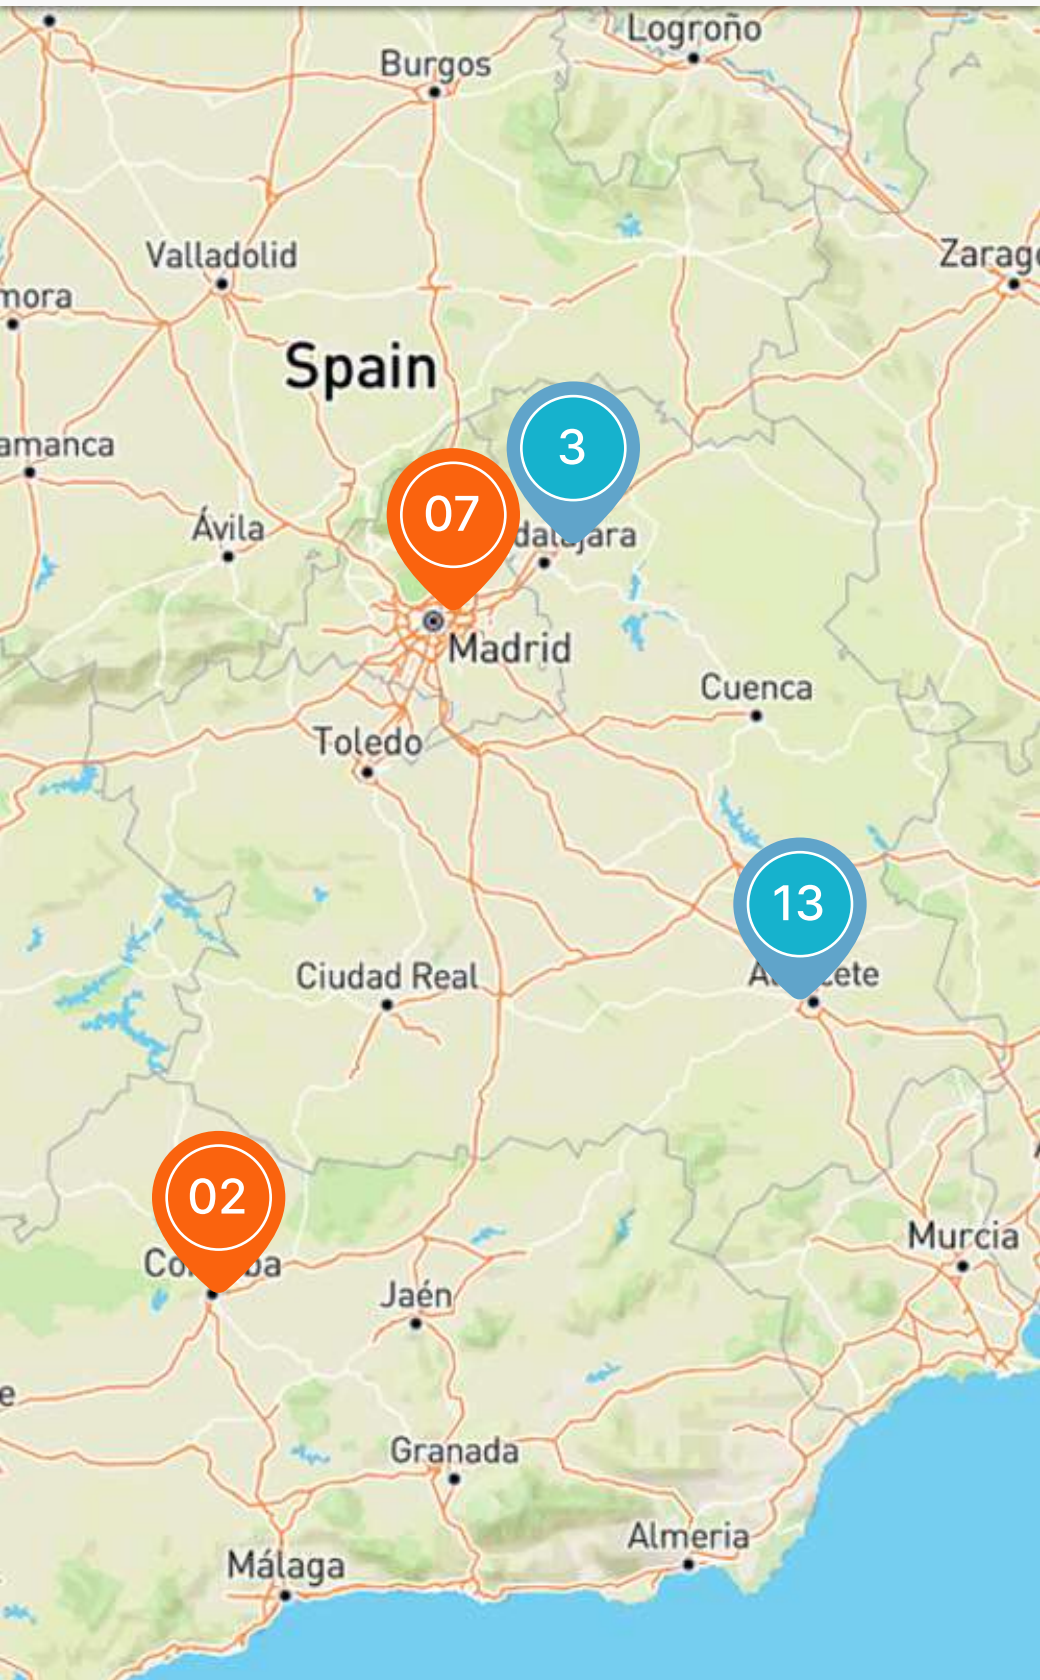 Logroño
Burgos
Valladolid
Zarag
mora
Spain
3
amanca
07
Ávila
dalajara
Madrid
Cuenca
Toledo
13
Ciudad Real
02
Murcia
Jaén
e
Granada
Almeria
Málaga